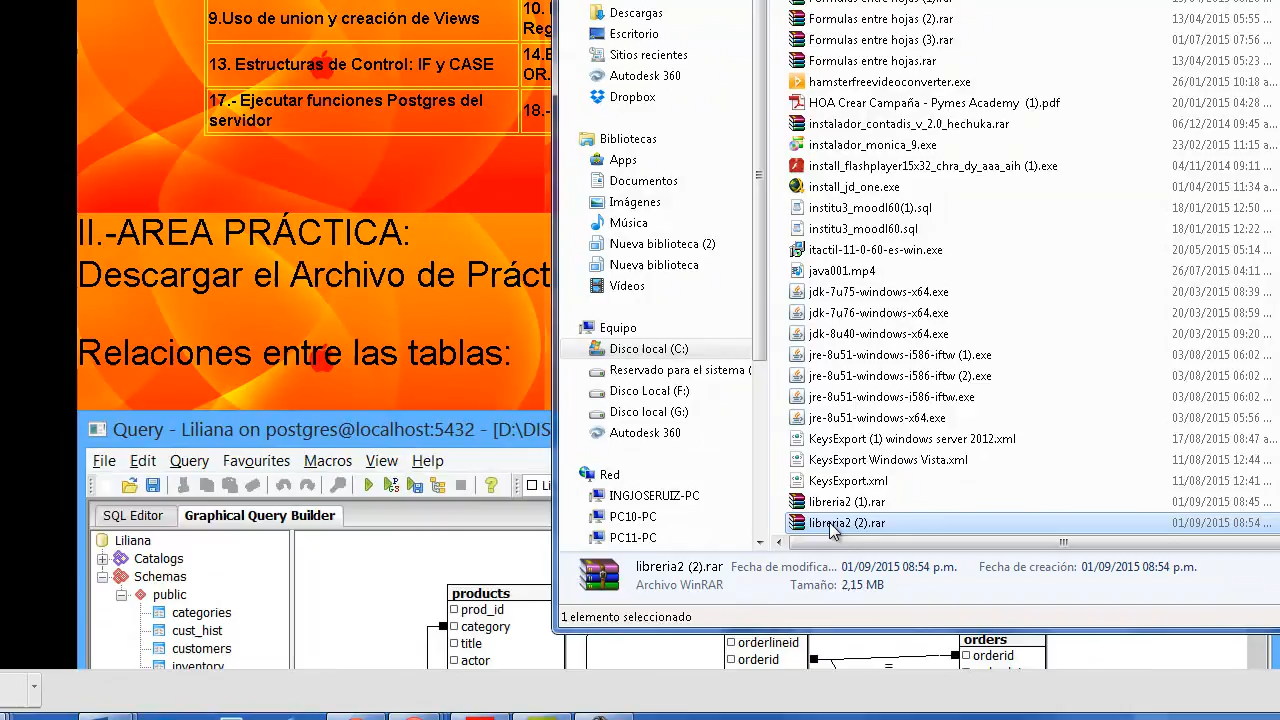 9.Uso de union y creación de Views
10.
Reg
13. Estructuras de Control: IF y CASE
14.E
OR.
17.- Ejecutar funciones Postgres del
servidor
18.-
II.-AREA PRÁCTICA:
Descargar el Archivo de Práct
Relaciones entre las tablas:
Query - Liliana on postgres@localhost:5432 - [D:\DIS
File Edit Query Favourites Macros View Help
SQL Editor Graphical Query Builder
Liliana
Catalogs
Schemas
public
categories
cust_hist
customers
inventory
products
prod_id
category
title
actor
orderlineid
orderid
=
orders
orderid
Descargas
Escritorio
Sitios recientes
Autodesk 360
Dropbox
Bibliotecas
Apps
Documentos
Imágenes
Música
Nueva biblioteca (2)
Nueva biblioteca
Vídeos
Equipo
Disco local (C:)
Reservado para el sistema (
Disco Local (F:)
Disco local (G:)
Autodesk 360
Red
INGJOSERUIZ-PC
PC10-PC
PC11-PC
Formulas entre hojas (2).rar 13/04/2015 05:55
Formulas entre hojas (3).rar 01/07/2015 07:56
Formulas entre hojas.rar 13/04/2015 05:02
hamsterfreevideoconverter.exe 26/01/2015 10:20
HOA Crear Campo en Tynes Academy (1).pdf 20/01/2015 08:28
instalador_contadis_v_2.0_hechuka.rar 06/12/2014 09:45 a...
instalador_monica_9.exe 23/02/2015 11:15 a...
install_flashplayer15x32_chra_dy_aaa_aih (1).exe 04/11/2014 09:11
install_jd_one.exe 01/04/2015 11:34 a...
institu3_moodl60(1).sql 18/01/2015 12:50
institu3_moodl60.sql 18/01/2015 12:22
itactil-11-0-60-es-win.exe 20/05/2015 05:14
java001.mp4 26/07/2015 04:11
jdk-7u75-windows-x64.exe 20/03/2015 08:39
jdk-7u76-windows-x64.exe 20/03/2015 08:59
jdk-8u40-windows-x64.exe 20/03/2015 09:20
jre-8u51-windows-i586-iftw (1).exe 03/08/2015 06:02
jre-8u51-windows-i586-iftw (2).exe 03/08/2015 06:02
jre-8u51-windows-i586-iftw.exe 03/08/2015 06:02
jre-8u51-windows-x64.exe 03/08/2015 05:56
KeysExport (1) windows server 2012.xml 17/08/2015 08:47 a...
KeysExport Windows Vista.xml 11/08/2015 08:44
KeysExport.xml 11/08/2015 12:41
libreria2 (1).rar 01/09/2015 08:45
libreria2 (2).rar 01/09/2015 08:54
libreria2 (2).rar Fecha de modifica... 01/09/2015 08:54 p.m. Fecha de creación: 01/09/2015 08:54 p.m.
Archivo WinRAR Tamaño: 2,15 MB
1 elemento seleccionado